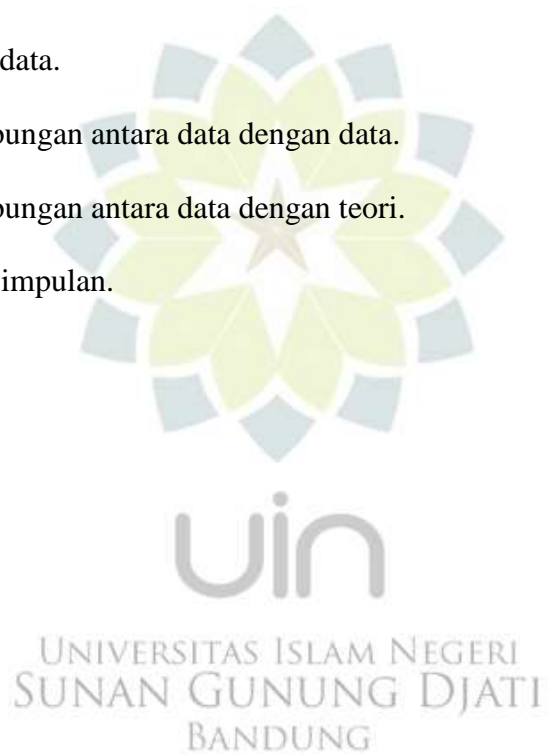 data.
bungan antara data dengan data.
bungan antara data dengan teori.
impulan.
uin
UNIVERSITAS ISLAM NEGERI
SUNAN GUNUNG DJATI
BANDUNG